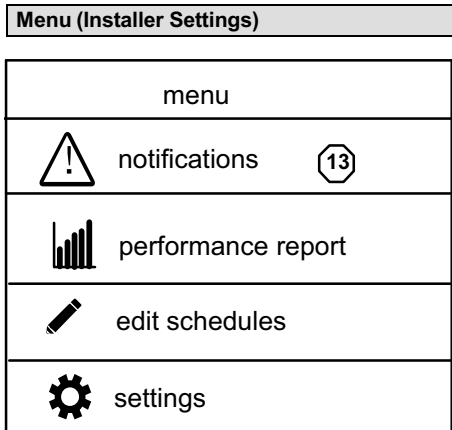 Menu (Installer Settings)
menu
! notifications 13
performance report
edit schedules
settings